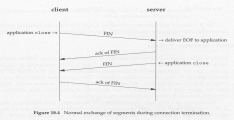 client server
application close → FIN
→ deliver EOF to application
ack of FIN
FIN ← application close
ack of FIN
Figure 18.4 Normal exchange of segments during connection termination.